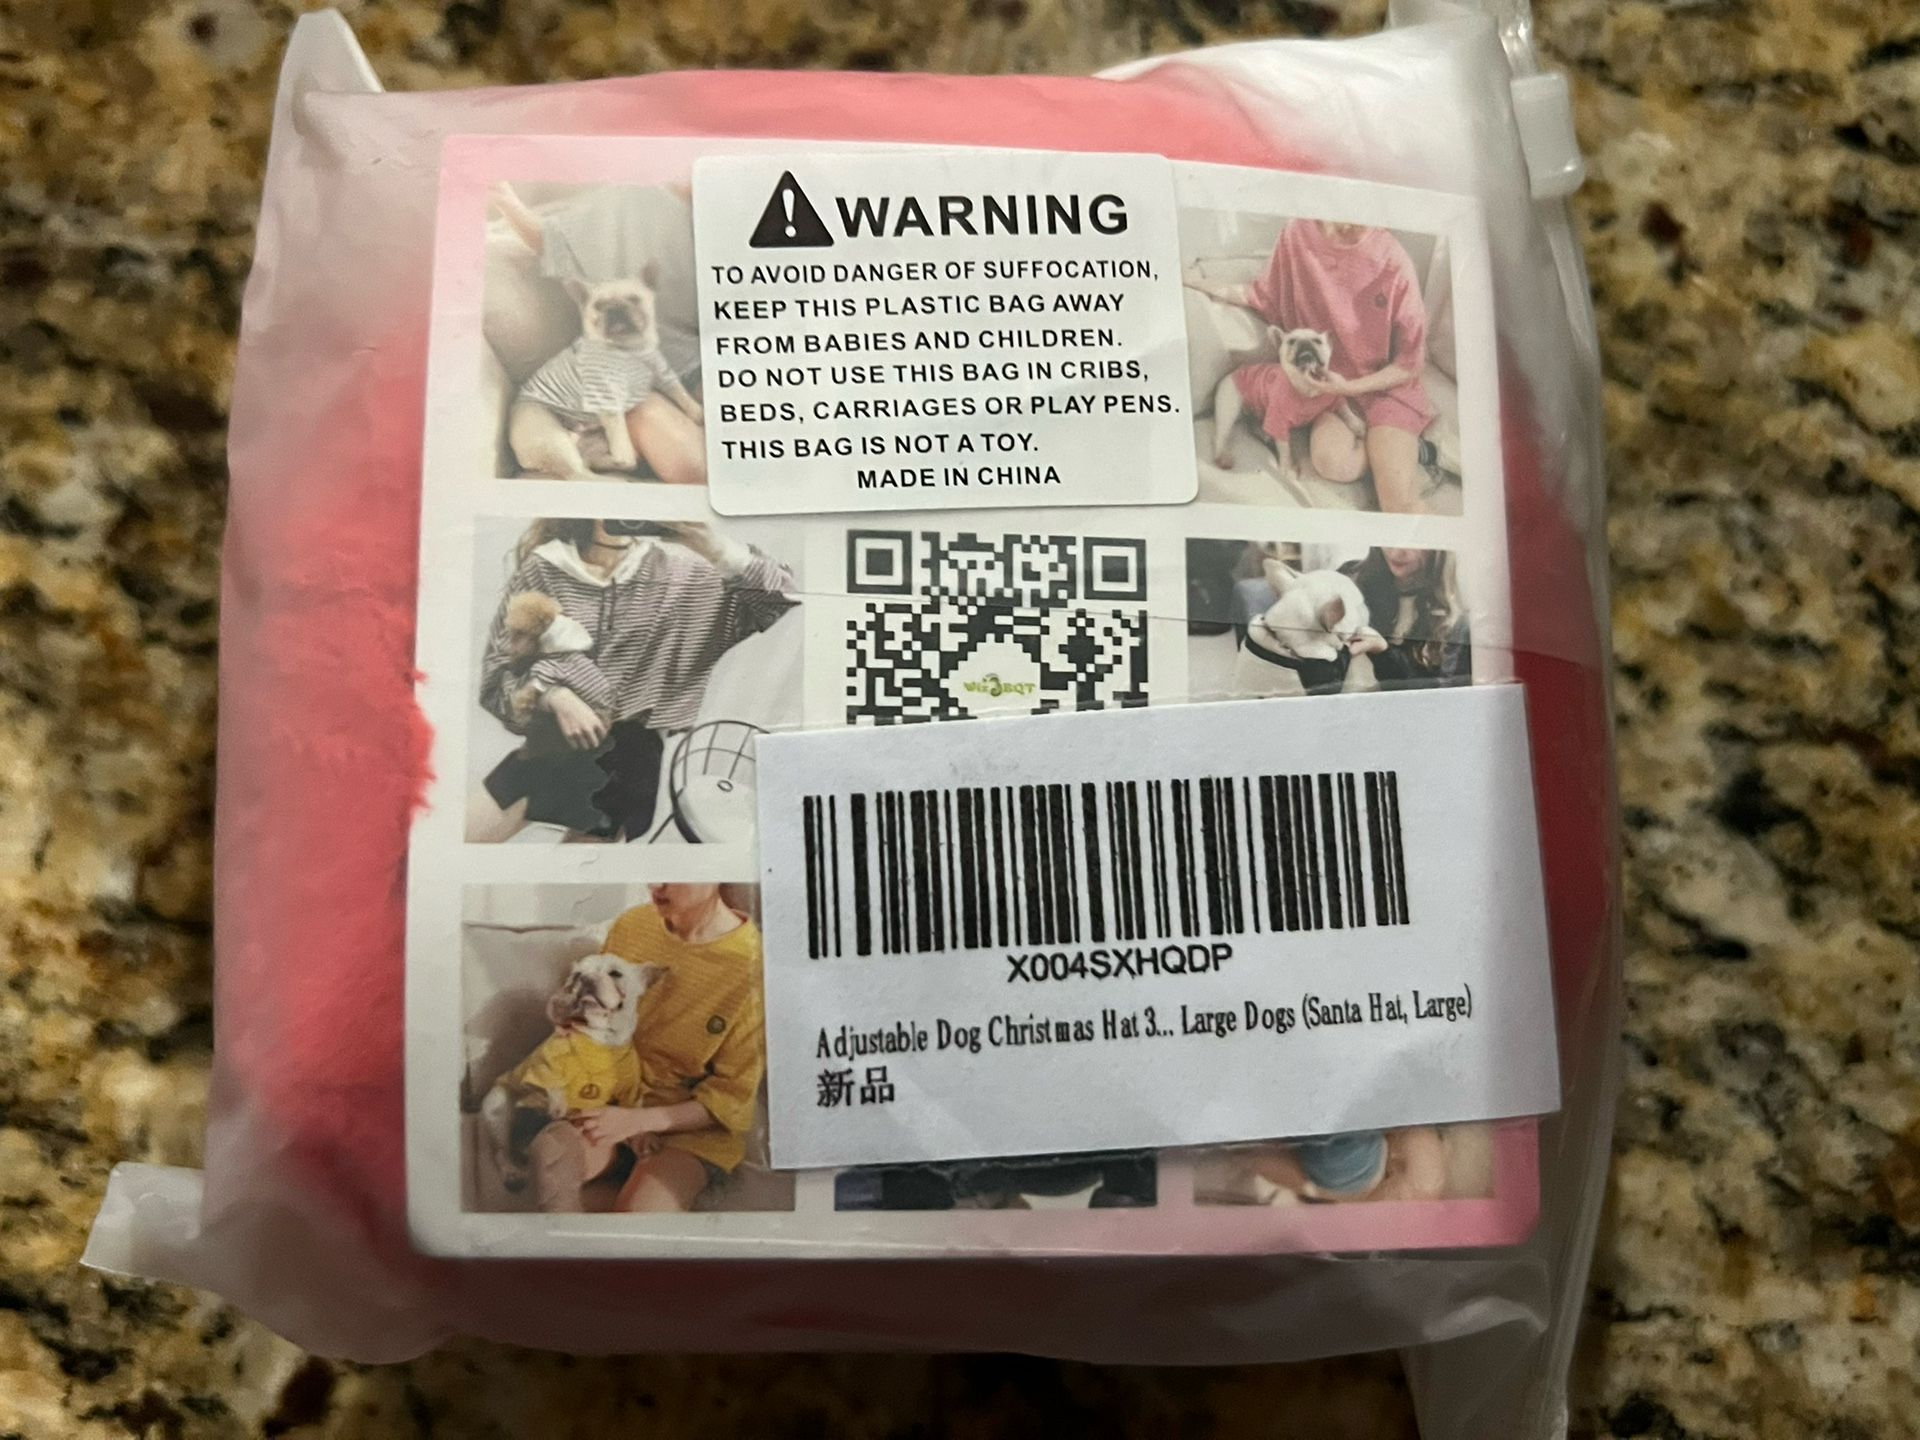 WARNING
TO AVOID DANGER OF SUFFOCATION,
KEEP THIS PLASTIC BAG AWAY
FROM BABIES AND CHILDREN.
DO NOT USE THIS BAG IN CRIBS,
BEDS, CARRIAGES OR PLAY PENS.
THIS BAG IS NOT A TOY.
MADE IN CHINA
X004SXHQDP
Adjustable Dog Christmas Hat 3... Large Dogs (Santa Hat, Large)
新品